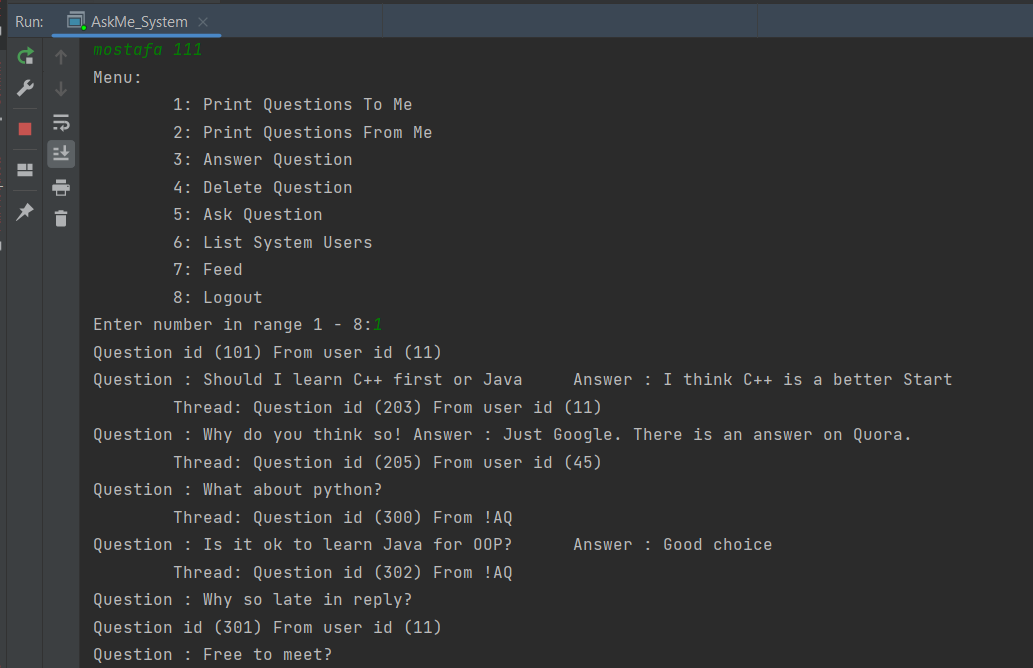 Run: AskMe_System
mostafa 111
Menu:
1: Print Questions To Me
2: Print Questions From Me
3: Answer Question
4: Delete Question
5: Ask Question
6: List System Users
7: Feed
8: Logout
Enter number in range 1 - 8:1
Question id (101) From user id (11)
Question : Should I learn C++ first or Java     Answer : I think C++ is a better Start
Thread: Question id (203) From user id (11)
Question : Why do you think so! Answer : Just Google. There is an answer on Quora.
Thread: Question id (205) From user id (45)
Question : What about python?
Thread: Question id (300) From !AQ
Question : Is it ok to learn Java for OOP?      Answer : Good choice
Thread: Question id (302) From !AQ
Question : Why so late in reply?
Question id (301) From user id (11)
Question : Free to meet?